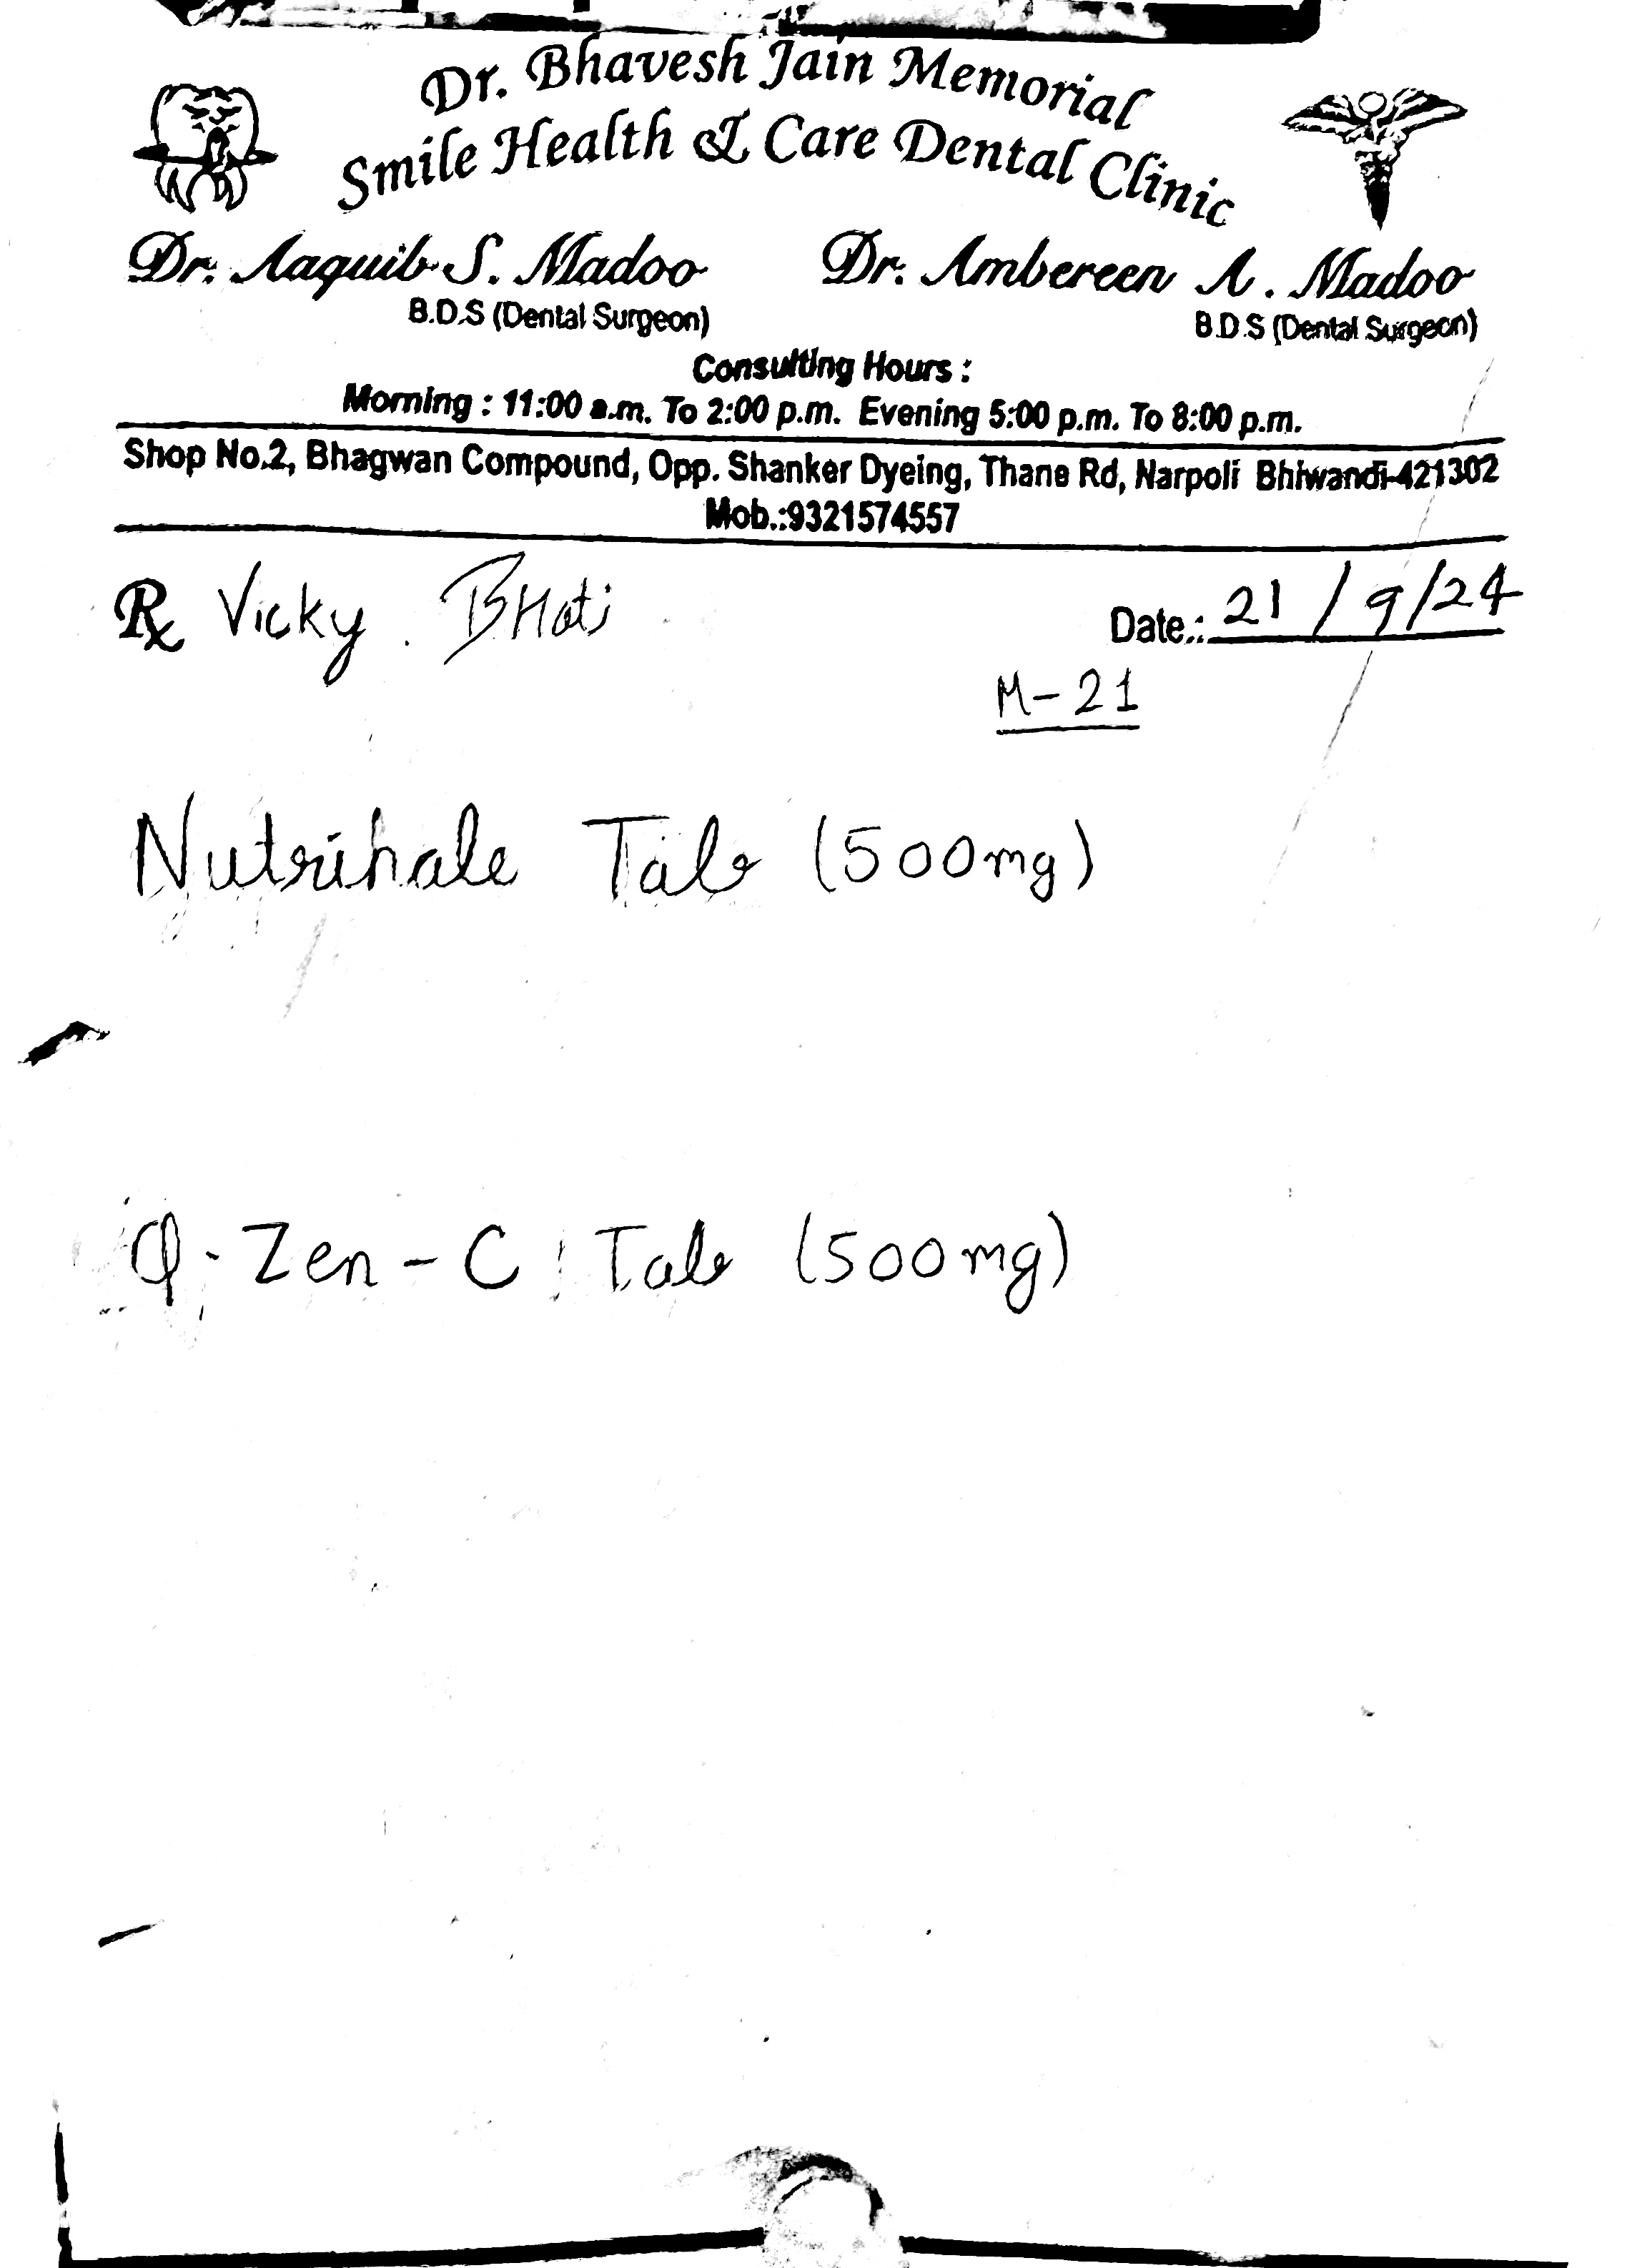 Dr. Bhavesh Jain Memorial
Smile Health & Care Dental Clinic
Dr. Aaquib S. Madoo Dr. Ambereen A. Madoo
B.D.S (Dental Surgeon) B.D.S (Dental Surgeon)
Consulting Hours :
Morning : 11:00 a.m. To 2:00 p.m. Evening 5:00 p.m. To 8:00 p.m.
Shop No.2, Bhagwan Compound, Opp. Shanker Dyeing, Thane Rd, Narpoli Bhiwandi-421302
Mob.:9321574557
Rx Vicky. BHati Date.: 21/9/24
M-21
Nutrihale Tab (500mg)
Q-Zen-C Tab (500mg)